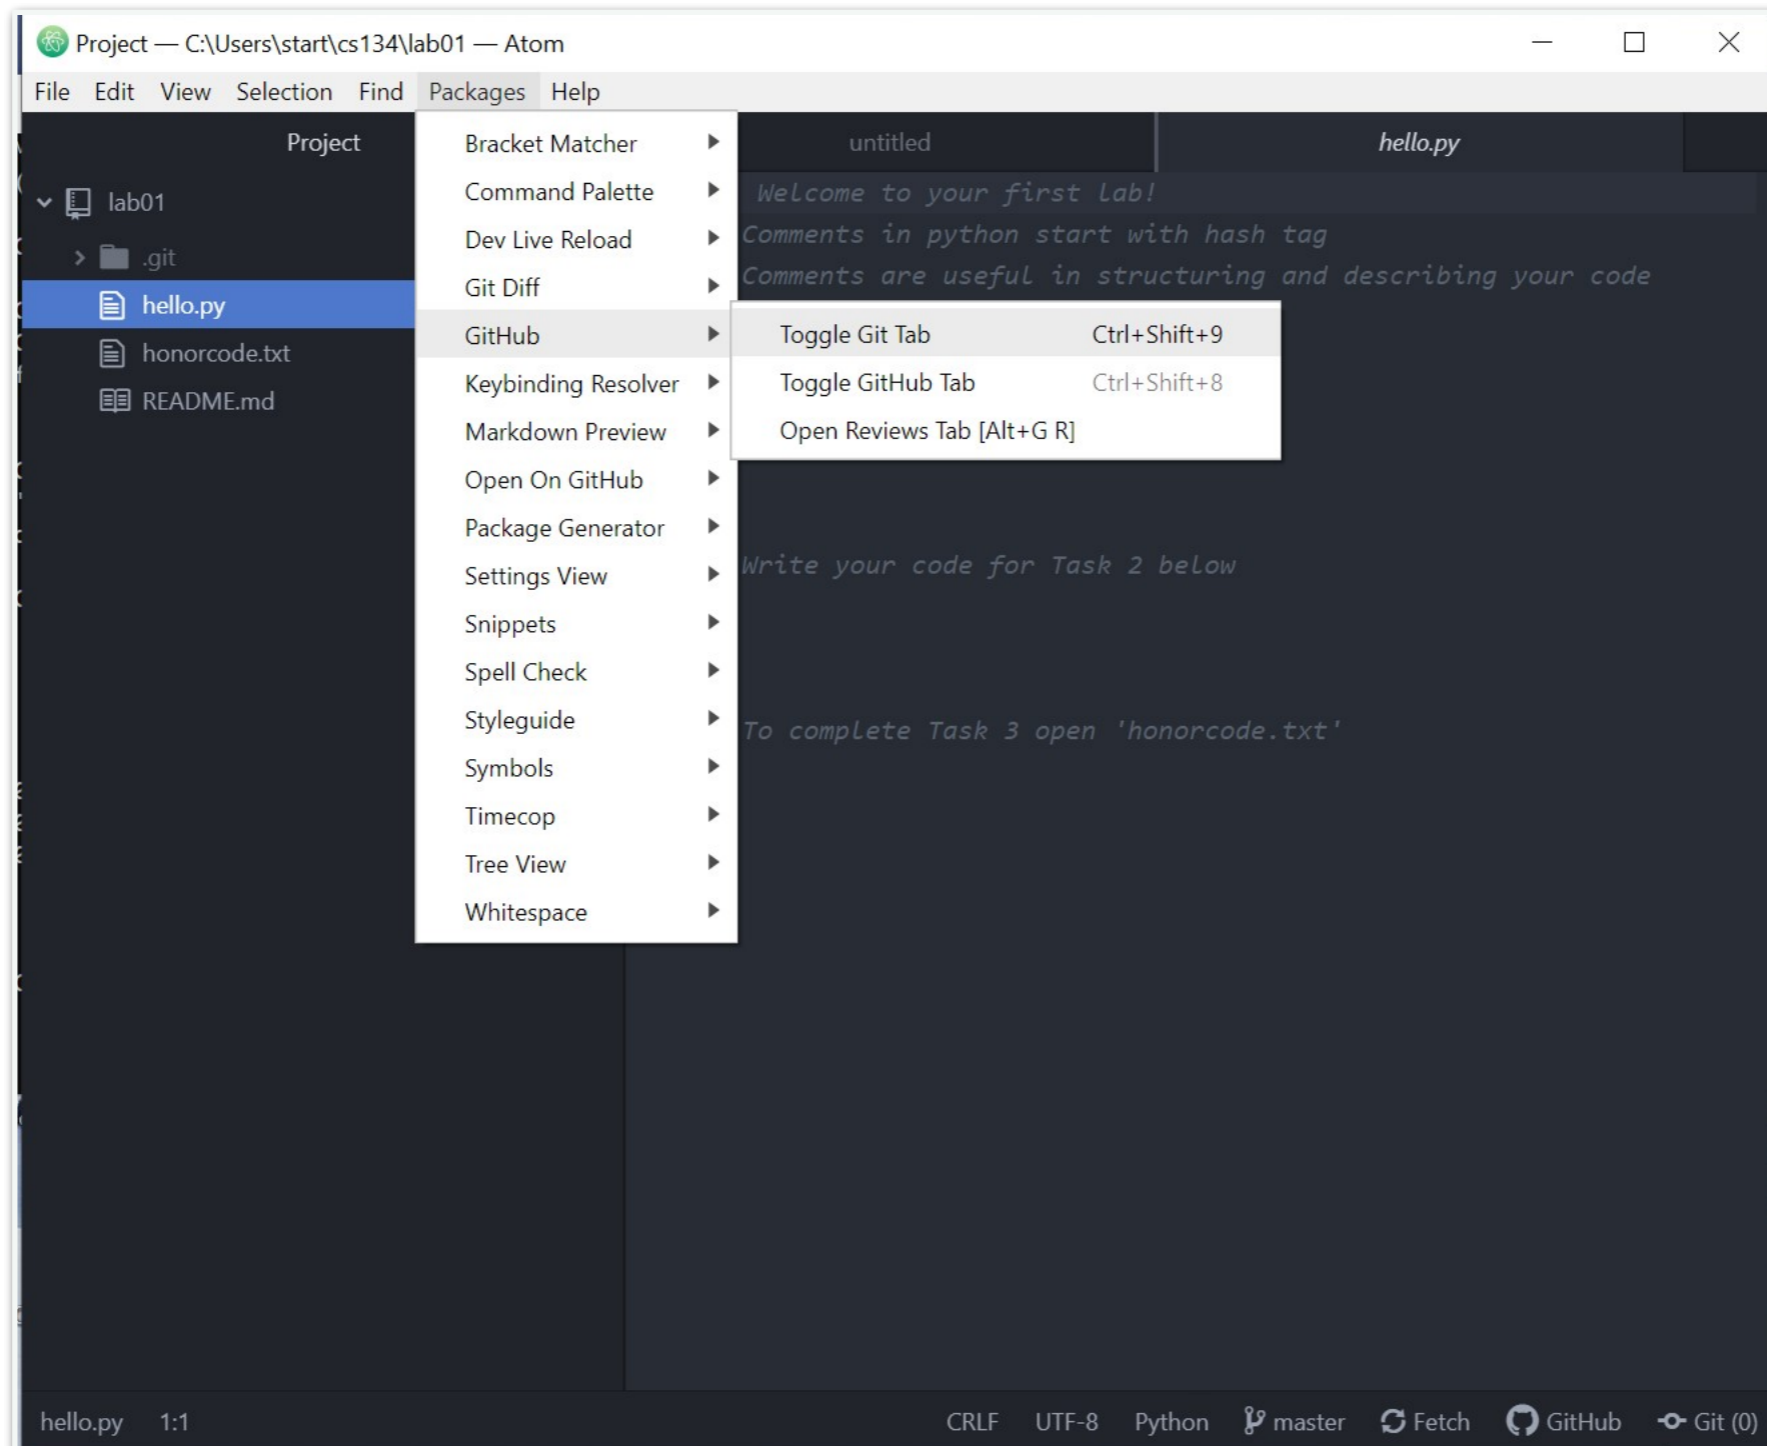 Project — C:\Users\start\cs134\lab01 — Atom
File Edit View Selection Find Packages Help
Project
untitled
hello.py
lab01
.git
hello.py
honorcode.txt
README.md
Bracket Matcher
Command Palette
Dev Live Reload
Git Diff
GitHub
Keybinding Resolver
Markdown Preview
Open On GitHub
Package Generator
Settings View
Snippets
Spell Check
Styleguide
Symbols
Timecop
Tree View
Whitespace
Toggle Git Tab Ctrl+Shift+9
Toggle GitHub Tab Ctrl+Shift+8
Open Reviews Tab [Alt+G R]
Welcome to your first lab!
Comments in python start with hash tag
Comments are useful in structuring and describing your code
Write your code for Task 2 below
To complete Task 3 open 'honorcode.txt'
hello.py 1:1 CRLF UTF-8 Python master Fetch GitHub Git (0)